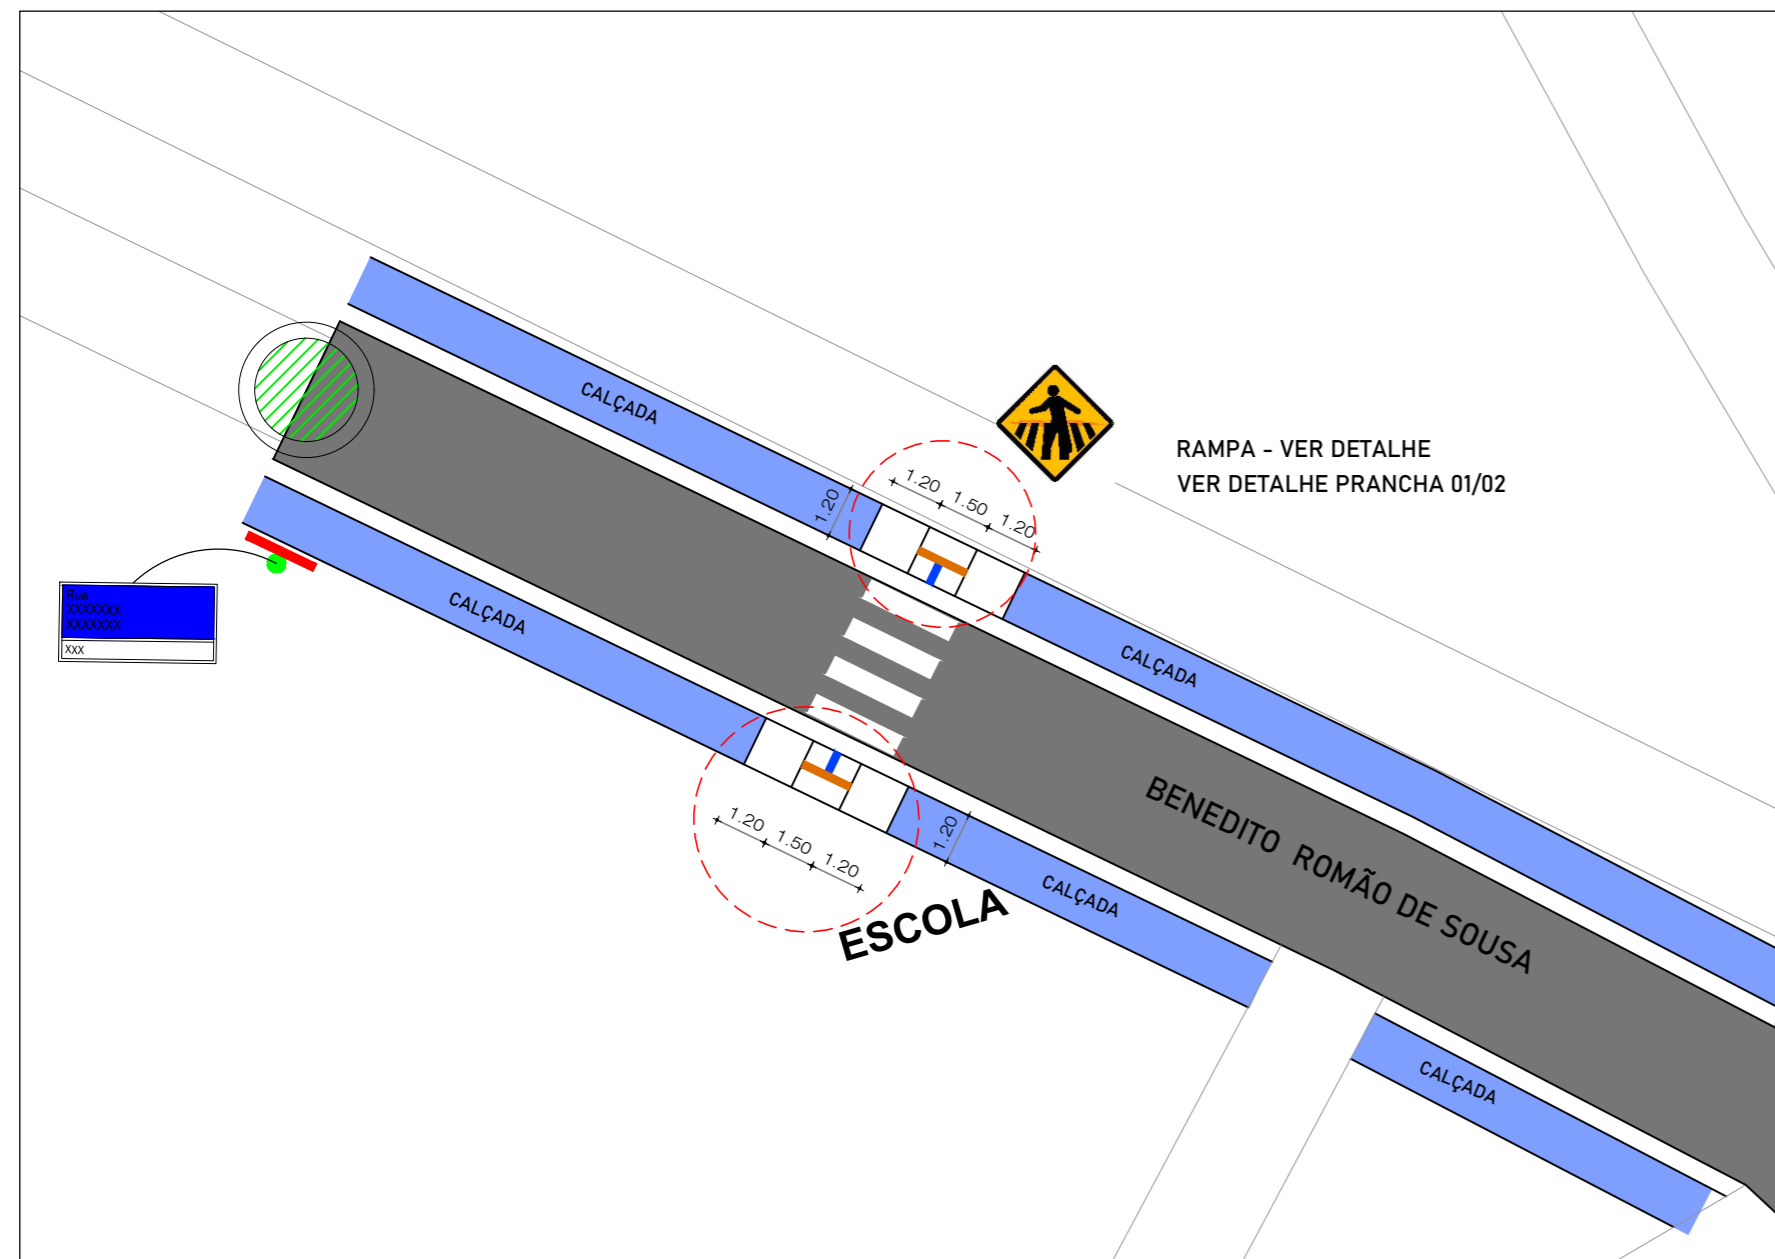 CALÇADA
RAMPA - VER DETALHE
VER DETALHE PRANCHA 01/02
1.20
1.50
1.20
1.20
Rua
XXXXXXX
XXXXXXX
XXX
CALÇADA
CALÇADA
1.20
1.50
1.20
1.20
BENEDITO ROMÃO DE SOUSA
CALÇADA
ESCOLA
CALÇADA